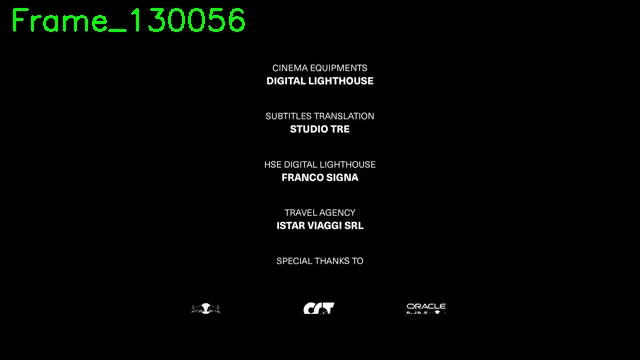 Frame_130056
CINEMA EQUIPMENTS
DIGITAL LIGHTHOUSE
SUBTITLES TRANSLATION
STUDIO TRE
HSE DIGITAL LIGHTHOUSE
FRANCO SIGNA
TRAVEL AGENCY
ISTAR VIAGGI SRL
SPECIAL THANKS TO
ORACLE